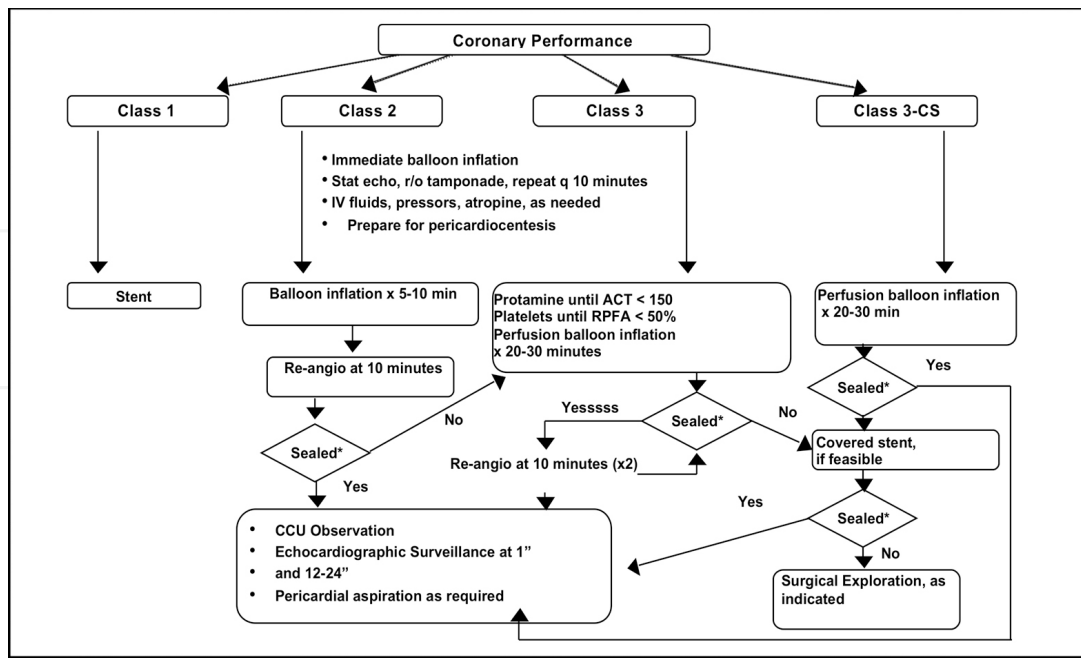 Coronary Performance
Class 1
Class 2
Class 3
Class 3-CS
• Immediate balloon inflation
• Stat echo, r/o tamponade, repeat q 10 minutes
• IV fluids, pressors, atropine, as needed
• Prepare for pericardiocentesis
Stent
Balloon inflation x 5-10 min
Protamine until ACT < 150
Platelets until RPFA < 50%
Perfusion balloon inflation
x 20-30 minutes
Perfusion balloon inflation
x 20-30 min
Re-angio at 10 minutes
Sealed*
No
Yes
Sealed*
Yesssss
No
Re-angio at 10 minutes (x2)
Sealed*
Yes
Covered stent,
if feasible
Sealed*
Yes
No
Surgical Exploration, as
indicated
• CCU Observation
• Echocardiographic Surveillance at 1”
• and 12-24”
• Pericardial aspiration as required